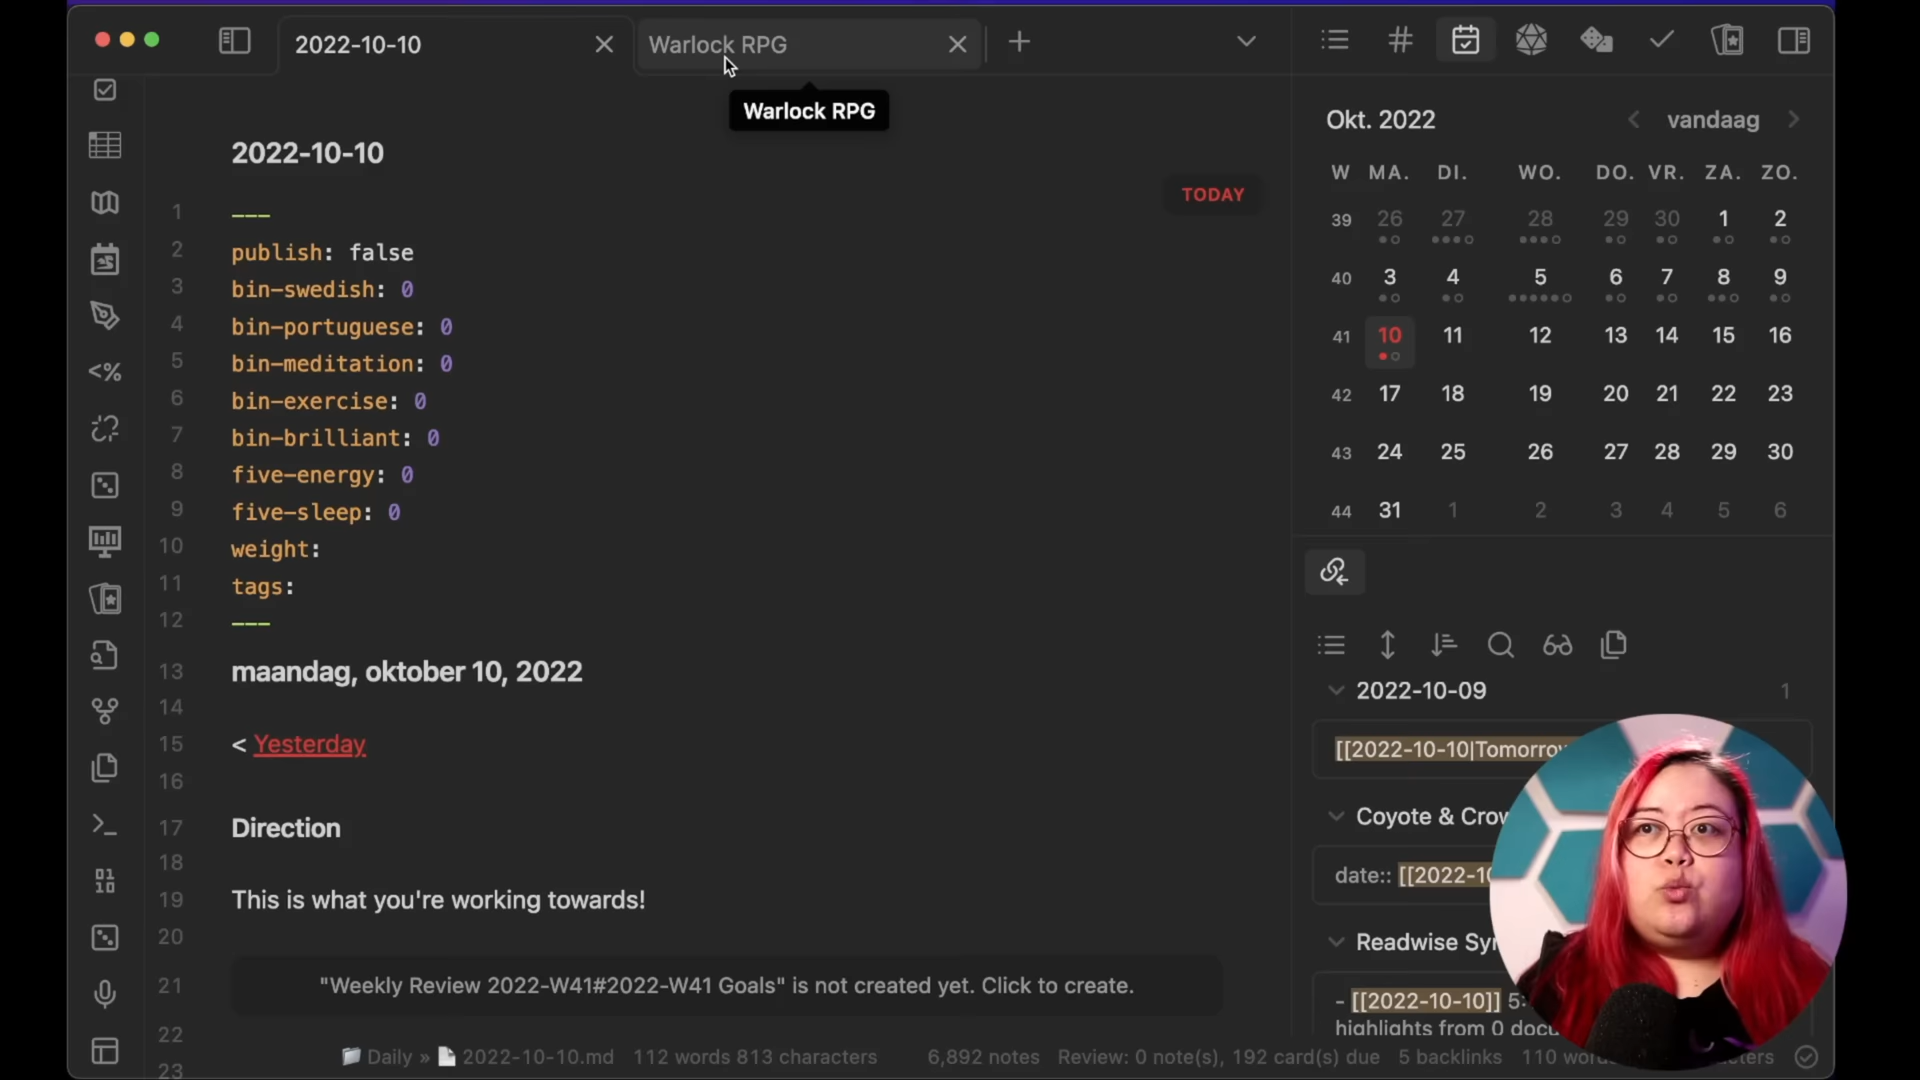 2022-10-10
Warlock RPG
Warlock RPG
2022-10-10
TODAY
1 ---
2 publish: false
3 bin-swedish: 0
4 bin-portuguese: 0
5 bin-meditation: 0
6 bin-exercise: 0
7 bin-brilliant: 0
8 five-energy: 0
9 five-sleep: 0
10 weight:
11 tags:
12 ---
13 maandag, oktober 10, 2022
14
15 < Yesterday
16
17 Direction
18
19 This is what you're working towards!
20
21 "Weekly Review 2022-W41#2022-W41 Goals" is not created yet. Click to create.
22
23
<%
01
10
Okt. 2022 vandaag
W MA. DI. WO. DO. VR. ZA. ZO.
39 26 27 28 29 30 1 2
40 3 4 5 6 7 8 9
41 10 11 12 13 14 15 16
42 17 18 19 20 21 22 23
43 24 25 26 27 28 29 30
44 31 1 2 3 4 5 6
2022-10-09 1
[[2022-10-10|Tomorrow
Coyote &
date:: [[2022-10
Readwise
- [[2022-10-10]] 5:
highlights from 0
Daily » 2022-10-10.md 112 words 813 characters 6,892 notes Review: 0 note(s), 192 card(s) due 5 backlinks 110